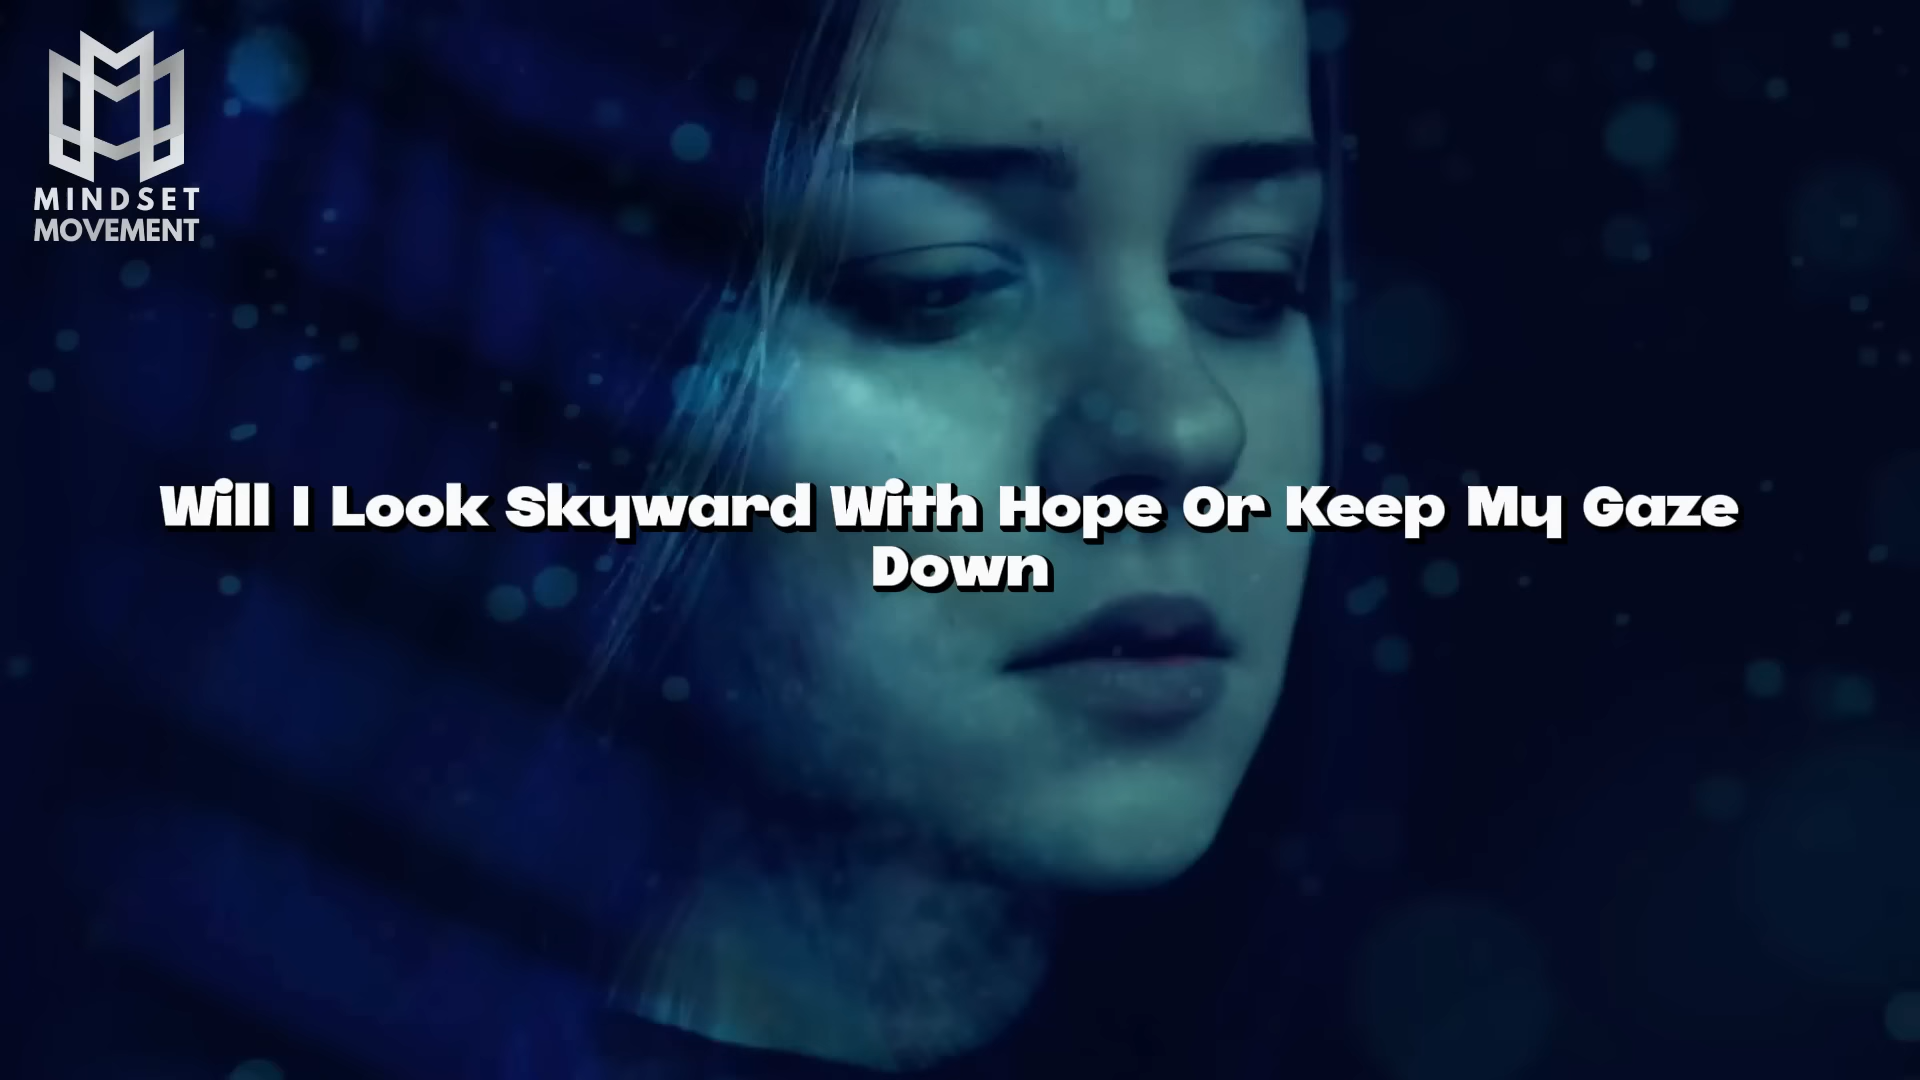 MINDSET
MOVEMENT
Will I Look Skyward With Hope Or Keep My Gaze
Down